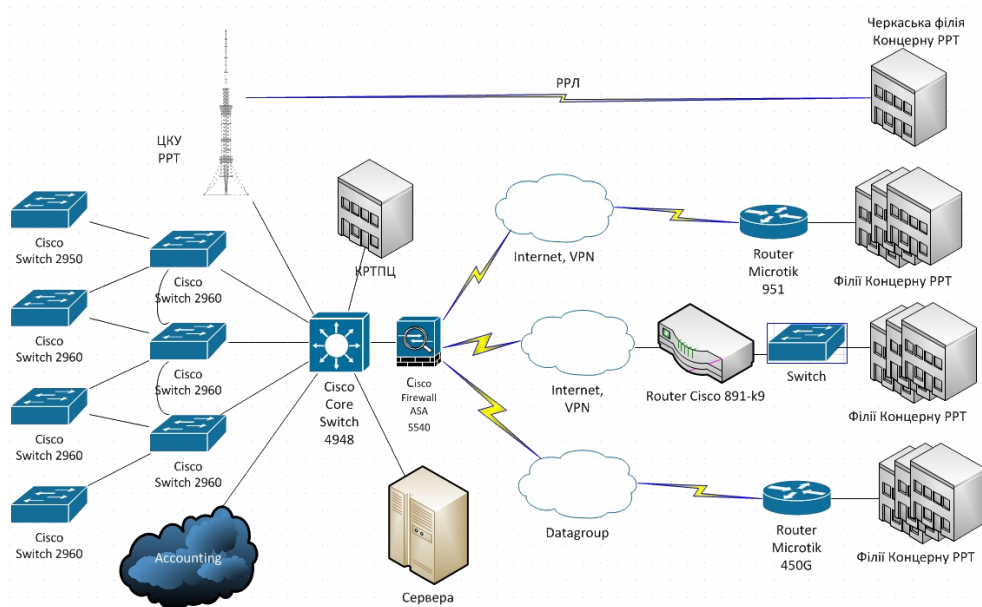 Черкаська філія
Концерну РРТ
РРЛ
ЦКУ
РРТ
Cisco
Switch 2950
Cisco
Switch 2960
КРТПЦ
Internet, VPN
Router
Microtik
951
Філії Концерну РРТ
Cisco
Switch 2960
Cisco
Switch 2960
Cisco
Core
Switch
4948
Cisco
Firewall
ASA
5540
Internet,
VPN
Router Cisco 891-k9
Switch
Філії Концерну РРТ
Cisco
Switch 2960
Cisco
Switch 2960
Cisco
Switch 2960
Accounting
Сервера
Datagroup
Router
Microtik
450G
Філії Концерну РРТ